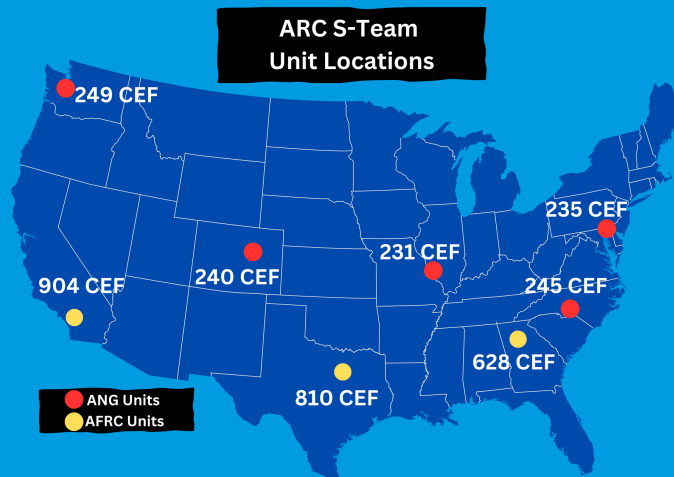 ARC S-Team
Unit Locations
249 CEF
235 CEF
231 CEF
240 CEF
904 CEF
245 CEF
628 CEF
810 CEF
ANG Units
AFRC Units